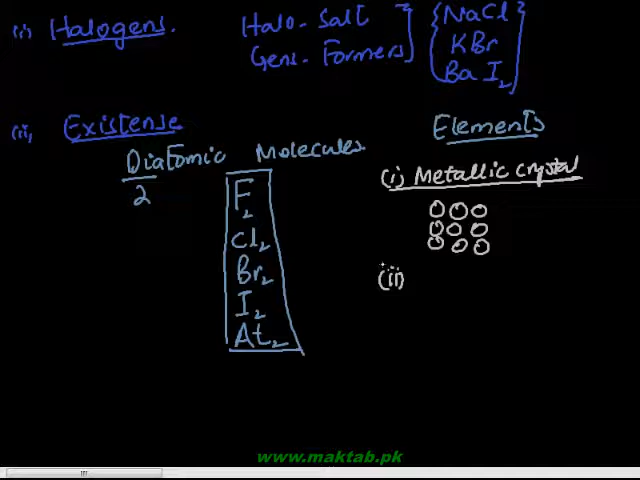 (i) Halogens. Halo-Salt {NaCl}
Gens-Formers KBr
BaI₂
(ii) Existense Elements
Diatomic Molecules
2
(i) Metallic crystal
F₂
Cl₂
Br₂
(ii)
I₂
At₂
www.maktab.pk